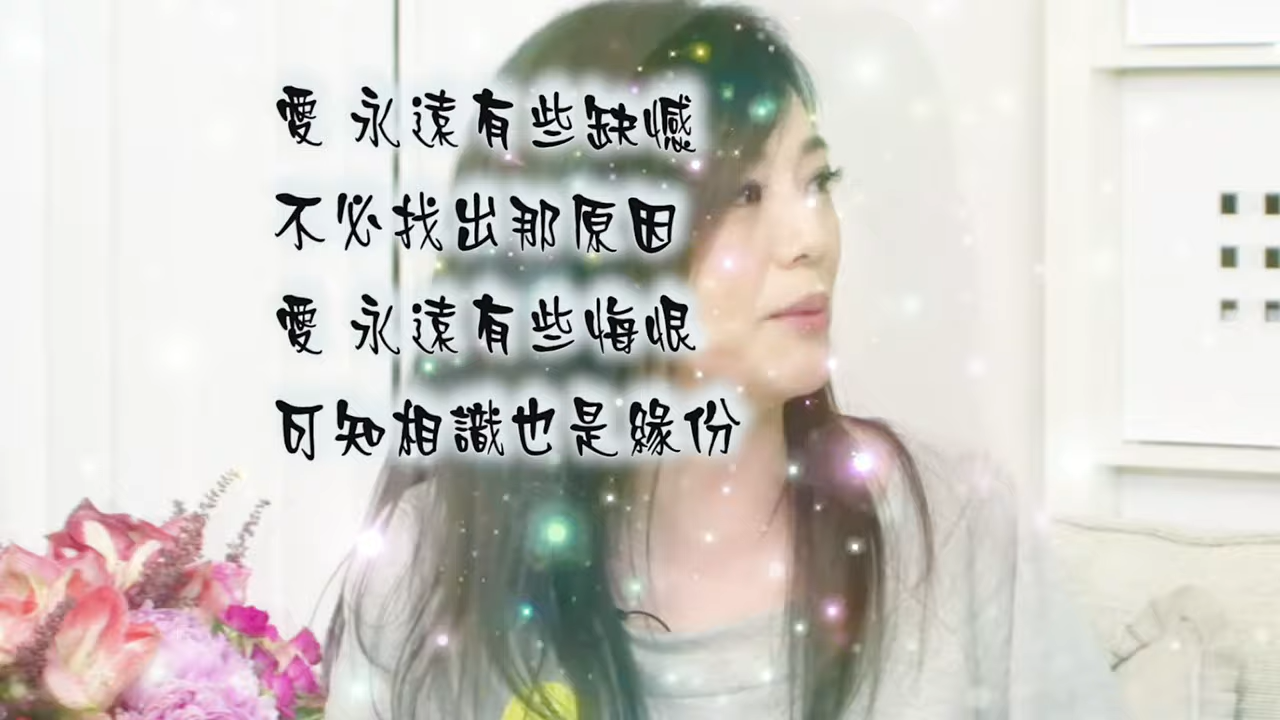 愛 永遠有些缺憾
不必找出那原因
愛 永遠有些悔恨
可知相識也是緣份